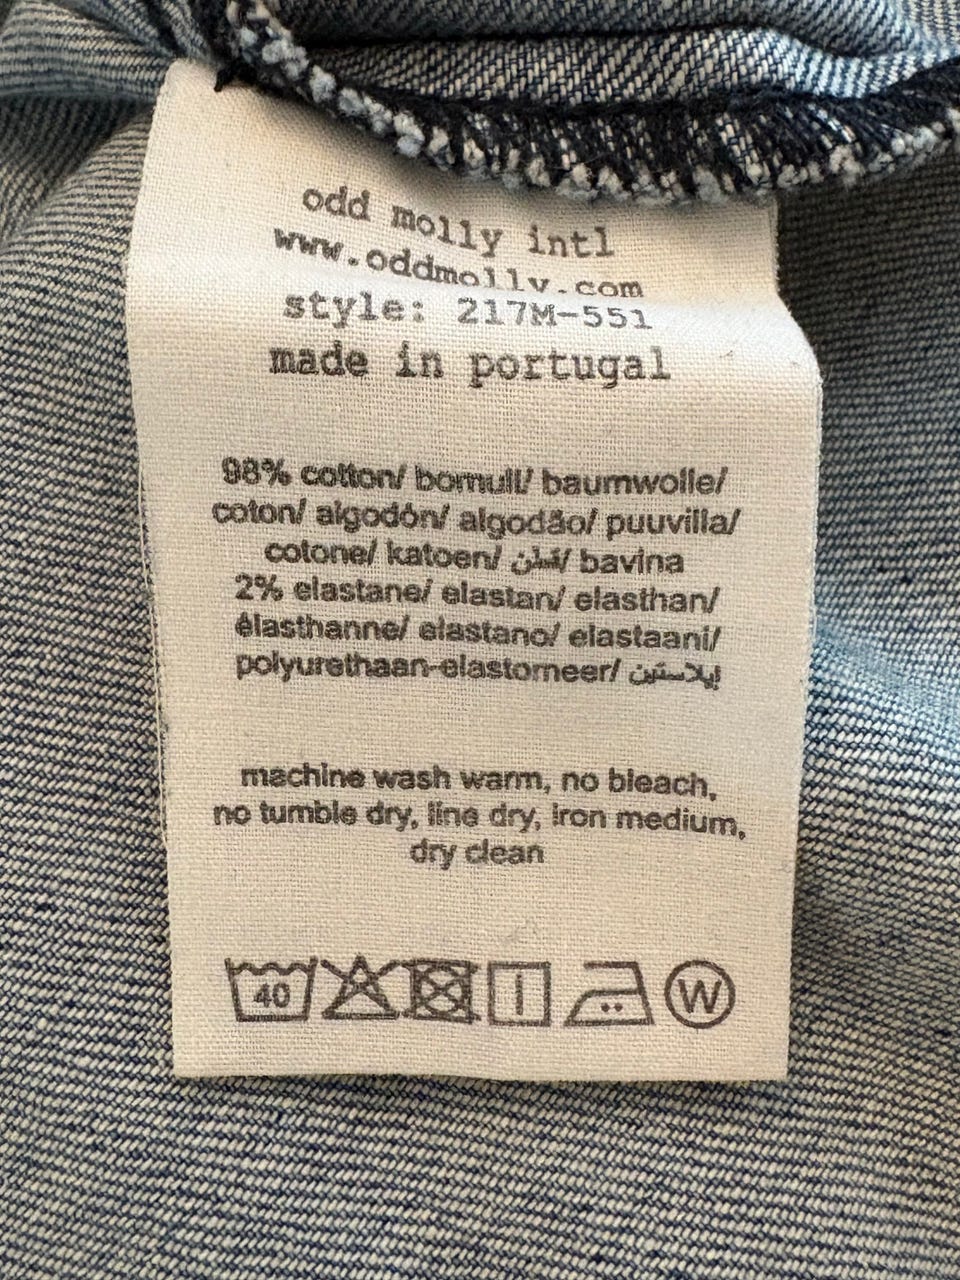 odd molly intl
www.oddmolly.com
style: 217M-551
made in portugal
98% cotton/ bomull/ baumwolle/
coton/ algodón/ algodão/ puuvilla/
cotone/ katoen/ قطن/ bavlna
2% elastane/ elastan/ elasthan/
élasthanne/ elastano/ elastaani/
polyurethaan-elastomeer/ إيلاستين
machine wash warm, no bleach,
no tumble dry, line dry, iron medium,
dry clean
40 W